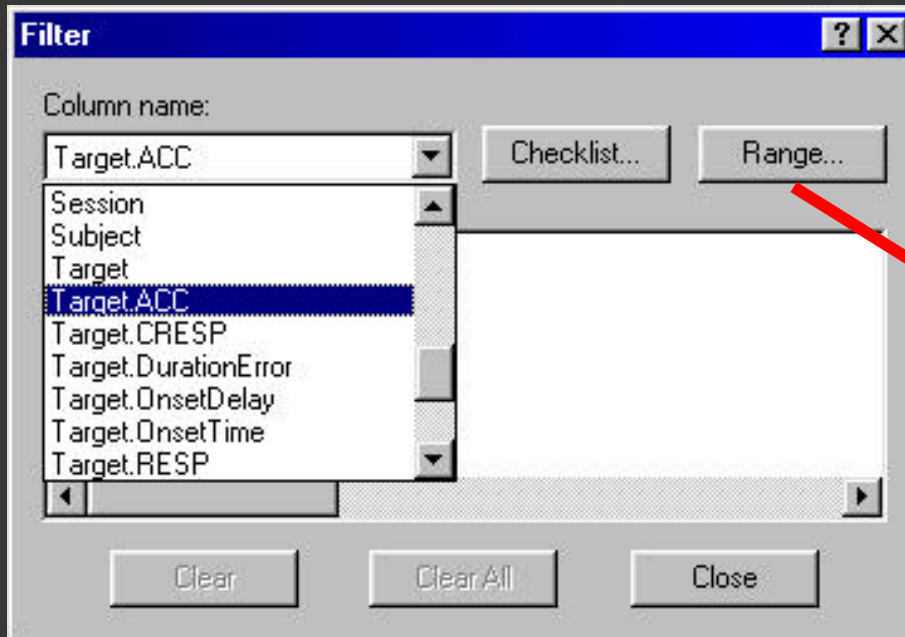 Filter
Column name:
Target.ACC
Checklist...
Range...
Session
Subject
Target
Target.ACC
Target.CRESP
Target.DurationError
Target.OnsetDelay
Target.OnsetTime
Target.RESP
Clear
Clear All
Close